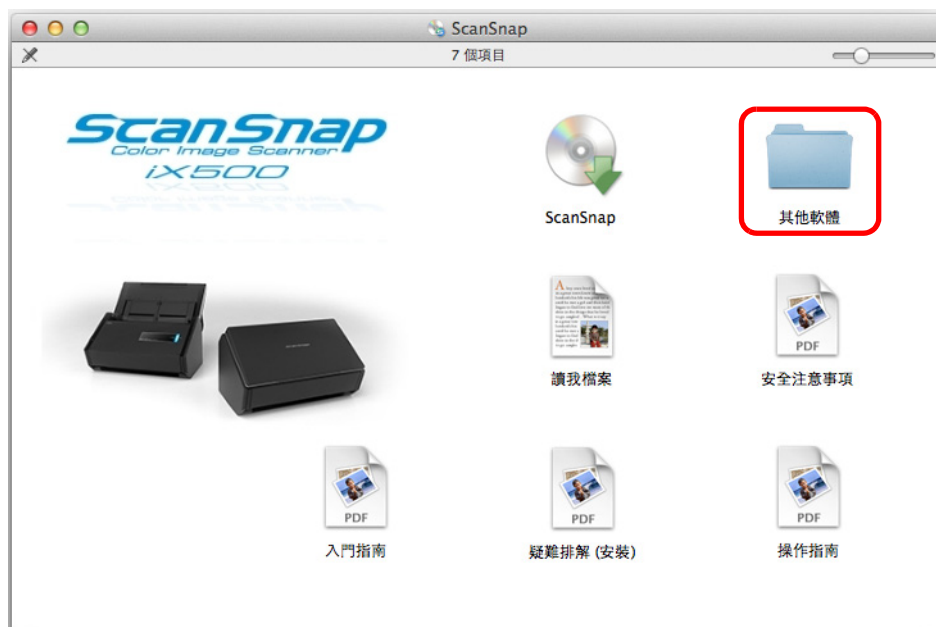 ScanSnap
7 個項目
ScanSnap
Color Image Scanner
iX500
ScanSnap
其他軟體
讀我檔案
PDF
安全注意事項
PDF
入門指南
PDF
疑難排解 (安裝)
PDF
操作指南